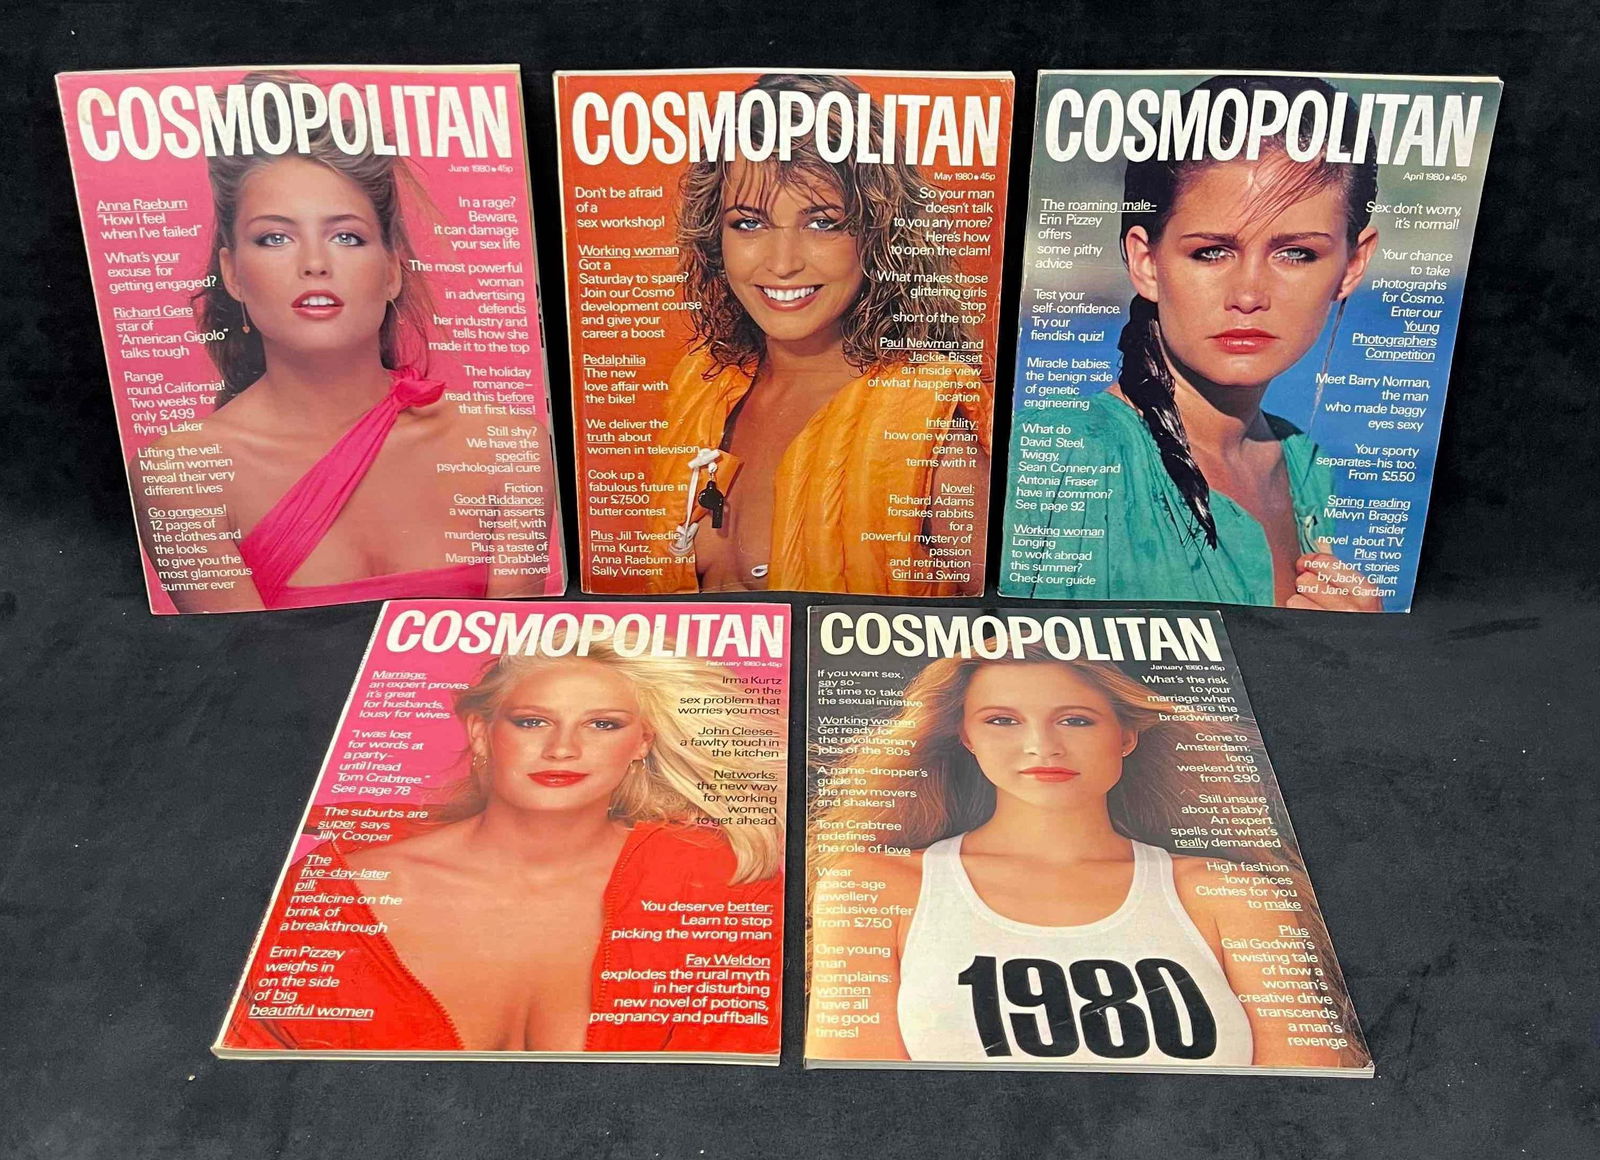 COSMOPOLITAN
June 1980●45p
Anna Raeburn
"How I feel
when I've failed"
What's your
excuse for
getting engaged?
Richard Gere
star of
"American Gigolo"
talks tough
Range
round California!
Two weeks for
only £499
flying Laker
Lifting the veil:
Muslim women
reveal their very
different lives
Go gorgeous!
12 pages of
the clothes and
the looks
to give you the
most glamorous
summer ever
In a rage?
Beware,
it can damage
your sex life
The most powerful
woman
in advertising
defends
her industry and
tells how she
made it to the top
The holiday
romance–
read this before
that first kiss!
Still shy?
We have the
specific
psychological cure
Fiction
Good Riddance:
a woman asserts
herself, with
murderous results.
Plus a taste of
Margaret Drabble's
new novel
COSMOPOLITAN
May 1980●45p
Don't be afraid
of a
sex workshop!
Working woman
Got a
Saturday to spare?
Join our Cosmo
development course
and give your
career a boost
Pedalphilia
The new
love affair with
the bike!
We deliver the
truth about
women in television
Cook up a
fabulous future in
our £7,500
butter contest
Plus Jill Tweedie
Irma Kurtz,
Anna Raeburn and
Sally Vincent
So your man
doesn't talk
to you any more?
Here's how
to open the clam!
What makes those
glittering girls
stop
short of the top?
Paul Newman and
Jackie Bisset
an inside view
of what happens on
location
Infertility:
how one woman
came to
terms with it
Novel:
Richard Adams
forsakes rabbits
for a
powerful mystery of
passion
and retribution
Girl in a Swing
COSMOPOLITAN
April 1980●45p
The roaming male–
Erin Pizzey
offers
some pithy
advice
Test your
self-confidence.
Try our
fiendish quiz!
Miracle babies:
the benign side
of genetic
engineering
What do
David Steel,
Twiggy,
Sean Connery and
Antonia Fraser
have in common?
See page 92
Working woman
Longing
to work abroad
this summer?
Check our guide
Sex: don't worry,
it's normal!
Your chance
to take
photographs
for Cosmo.
Enter our
Young
Photographers
Competition
Meet Barry Norman,
the man
who made baggy
eyes sexy
Your sporty
separates–his too.
From £5.50
Spring reading
Melvyn Bragg's
insider
novel about TV
Plus two
new short stories
by Jacky Gillott
and Jane Gardam
COSMOPOLITAN
February 1980●45p
Marriage:
an expert proves
it's great
for husbands,
lousy for wives
"I was lost
for words at
a party–
until I read
Tom Crabtree."
See page 78
The suburbs are
super, says
Jilly Cooper
The
five-day-later
pill:
medicine on the
brink of
a breakthrough
Erin Pizzey
weighs in
on the side
of big
beautiful women
Irma Kurtz
on the
sex problem that
worries you most
John Cleese–
a fawlty touch in
the kitchen
Networks:
the new way
for working
women
to get ahead
You deserve better:
Learn to stop
picking the wrong man
Fay Weldon
explodes the rural myth
in her disturbing
new novel of potions,
pregnancy and puffballs
COSMOPOLITAN
January 1980●45p
If you want sex,
say so–
it's time to take
the sexual initiative
Working women
Get ready for
the revolutionary
jobs of the '80s
A name-dropper's
guide to
the new movers
and shakers!
Tom Crabtree
redefines
the role of love
Wear
space-age
jewellery
Exclusive offer
from £7.50
One young
man
complains:
women
have all
the good
times!
What's the risk
to your
marriage when
you are the
breadwinner?
Come to
Amsterdam:
long
weekend trip
from £90
Still unsure
about a baby?
An expert
spells out what's
really demanded
High fashion
–low prices
Clothes for you
to make
Plus
Gail Godwin's
twisting tale
of how a
woman's
creative drive
transcends
a man's
revenge
1980